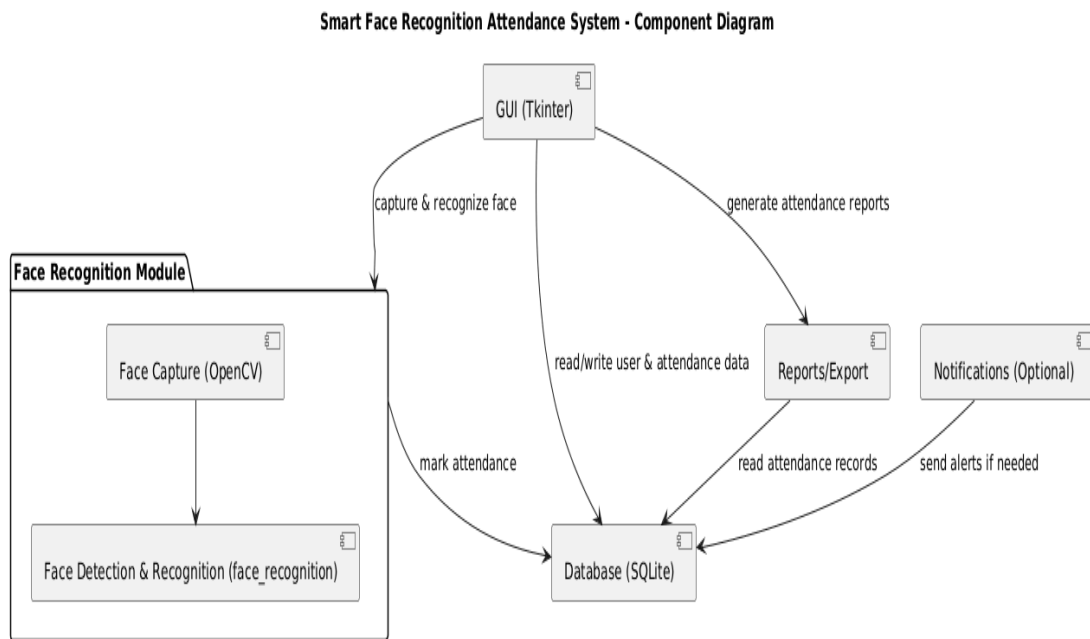 Smart Face Recognition Attendance System - Component Diagram
GUI (Tkinter)
capture & recognize face
generate attendance reports
Face Recognition Module
Face Capture (OpenCV)
read/write user & attendance data
Reports/Export
Notifications (Optional)
mark attendance
read attendance records
send alerts if needed
Face Detection & Recognition (face_recognition)
Database (SQLite)